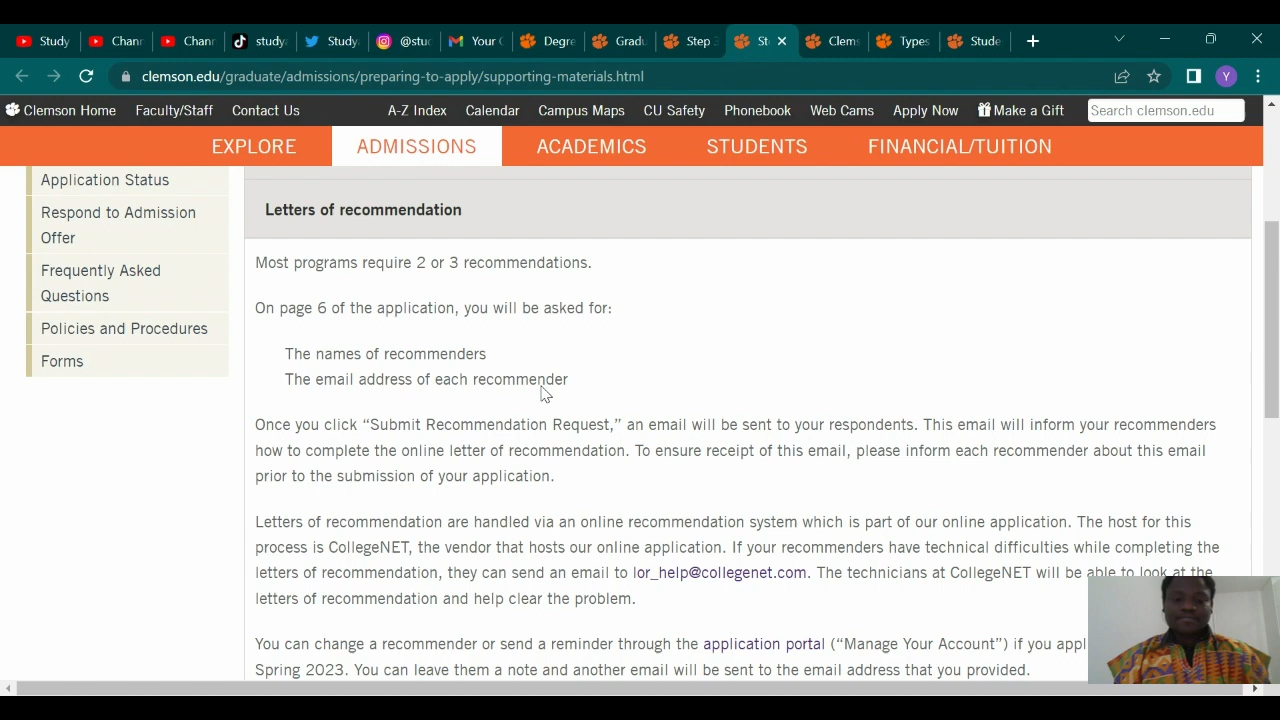 Study
Chann
Chann
study
Study
@stud
Your C
Degre
Gradu
Step 3
St
Clems
Types
Stude
clemson.edu/graduate/admissions/preparing-to-apply/supporting-materials.html
Y
Clemson Home Faculty/Staff Contact Us A-Z Index Calendar Campus Maps CU Safety Phonebook Web Cams Apply Now Make a Gift Search clemson.edu
EXPLORE ADMISSIONS ACADEMICS STUDENTS FINANCIAL/TUITION
Application Status
Respond to Admission
Offer
Frequently Asked
Questions
Policies and Procedures
Forms
Letters of recommendation
Most programs require 2 or 3 recommendations.
On page 6 of the application, you will be asked for:
The names of recommenders
The email address of each recommender
Once you click “Submit Recommendation Request,” an email will be sent to your respondents. This email will inform your recommenders
how to complete the online letter of recommendation. To ensure receipt of this email, please inform each recommender about this email
prior to the submission of your application.
Letters of recommendation are handled via an online recommendation system which is part of our online application. The host for this
process is CollegeNET, the vendor that hosts our online application. If your recommenders have technical difficulties while completing the
letters of recommendation, they can send an email to lor_help@collegenet.com. The technicians at CollegeNET will be able to look at the
letters of recommendation and help clear the problem.
You can change a recommender or send a reminder through the application portal (“Manage Your Account”) if you appl
Spring 2023. You can leave them a note and another email will be sent to the email address that you provided.